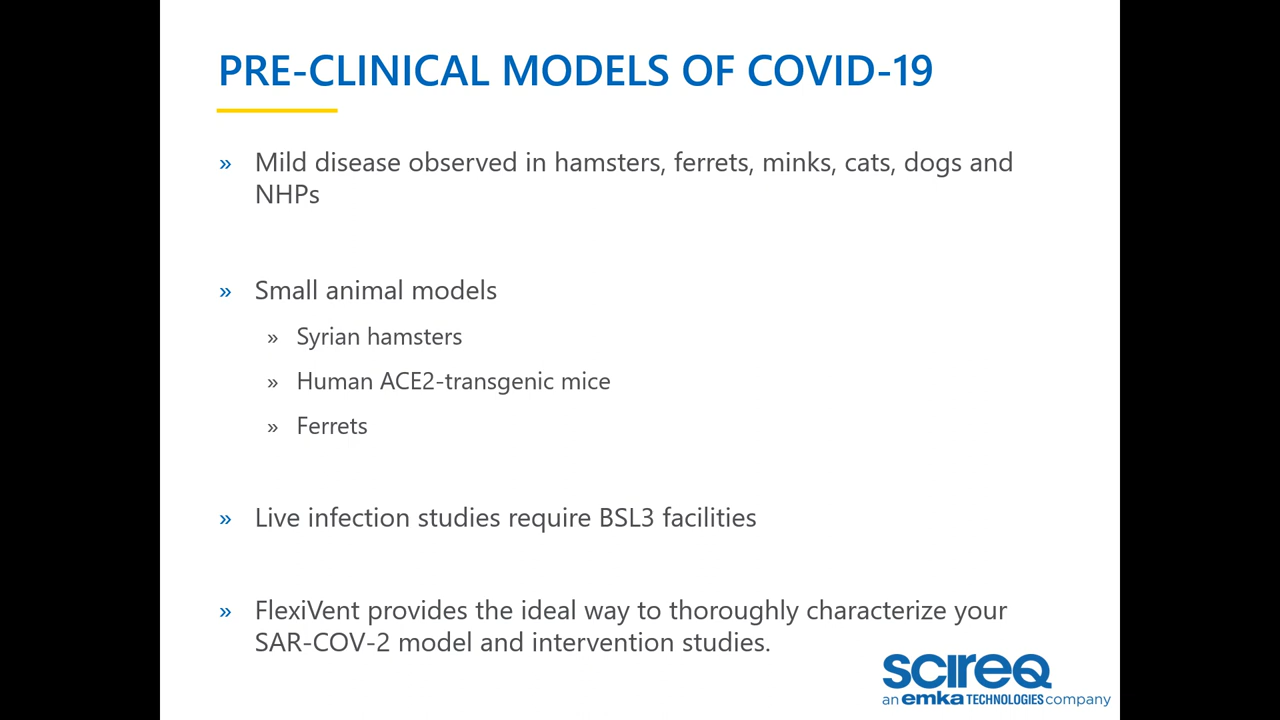 PRE-CLINICAL MODELS OF COVID-19
» Mild disease observed in hamsters, ferrets, minks, cats, dogs and
NHPs
» Small animal models
» Syrian hamsters
» Human ACE2-transgenic mice
» Ferrets
» Live infection studies require BSL3 facilities
» FlexiVent provides the ideal way to thoroughly characterize your
SAR-COV-2 model and intervention studies.
SCIREQ
an emka TECHNOLOGIES company